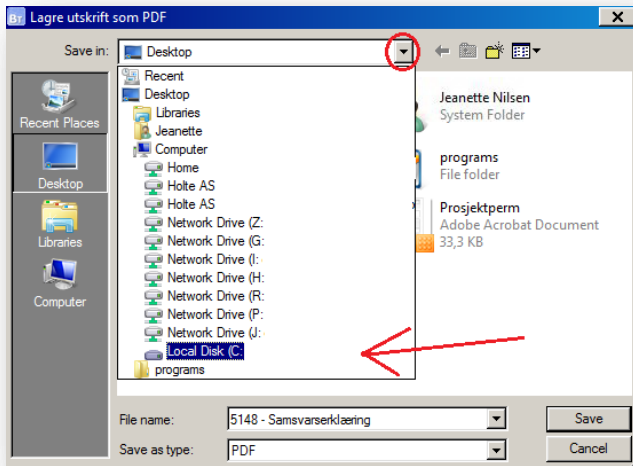 BT Lagre utskrift som PDF
Save in:
Desktop
Recent
Desktop
Libraries
Jeanette
Computer
Home
Holte AS
Holte AS
Network Drive (Z:
Network Drive (G:
Network Drive (I:
Network Drive (H:
Network Drive (R:
Network Drive (P:
Network Drive (J:
Local Disk (C:
programs
Recent Places
Desktop
Libraries
Computer
Jeanette Nilsen
System Folder
programs
File folder
Prosjektperm
Adobe Acrobat Document
33,3 KB
File name:
5148 - Samsvarserklæring
Save
Save as type:
PDF
Cancel